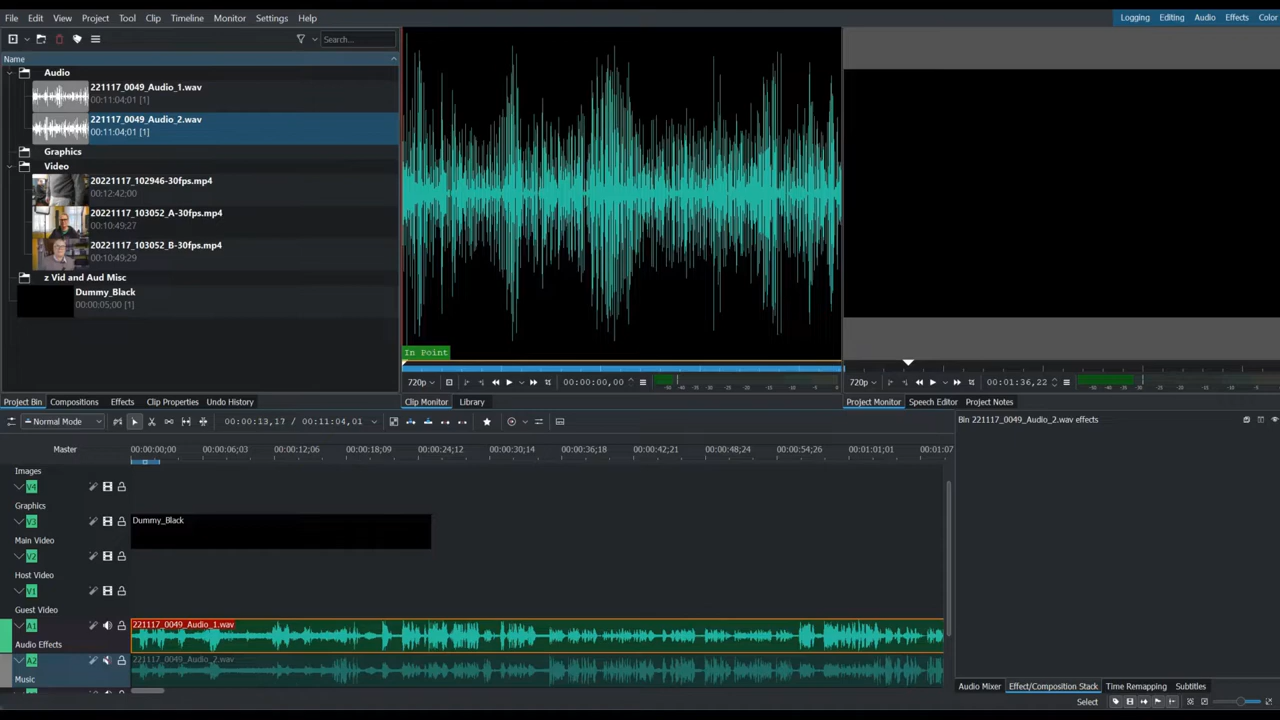 File Edit View Project Tool Clip Timeline Monitor Settings Help
Logging Editing Audio Effects Color
Search...
Name
Audio
221117_0049_Audio_1.wav
00:11:04;01 [1]
221117_0049_Audio_2.wav
00:11:04;01 [1]
Graphics
Video
20221117_102946-30fps.mp4
00:12:42;00
20221117_103052_A-30fps.mp4
00:10:49;27
20221117_103052_B-30fps.mp4
00:10:49;29
z Vid and Aud Misc
Dummy_Black
00:00:05;00 [1]
In Point
720p
00:00:00,00
720p
00:01:36,22
Project Bin Compositions Effects Clip Properties Undo History
Clip Monitor Library
Project Monitor Speech Editor Project Notes
Normal Mode
00:00:13,17 / 00:11:04,01
Bin 221117_0049_Audio_2.wav effects
Master
00:00:00;00 00:00:06;03 00:00:12;06 00:00:18;09 00:00:24;12 00:00:30;14 00:00:36;18 00:00:42;21 00:00:48;24 00:00:54;26 00:01:01;01 00:01:07
Images
V4
Graphics
V3
Dummy_Black
Main Video
V2
Host Video
V1
Guest Video
A1
221117_0049_Audio_1.wav
Audio Effects
A2
221117_0049_Audio_2.wav
Music
Audio Mixer Effect/Composition Stack Time Remapping Subtitles
Select